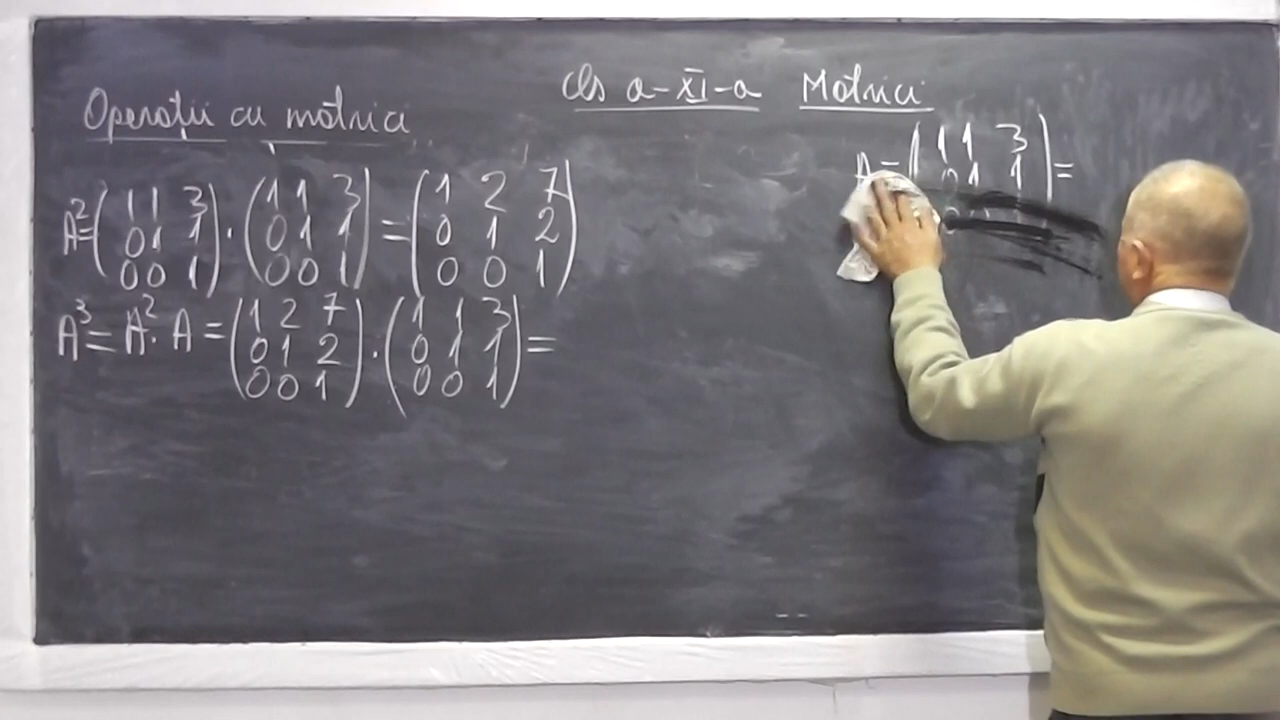 cls a-XI-a Matrici
Operații cu matrici
A=(1 1 3
0 1 1
0) =
A²=(1 1 3
0 1 1
0 0 1)·(1 1 3
0 1 1
0 0 1)=(1 2 7
0 1 2
0 0 1)
A³=A²·A=(1 2 7
0 1 2
0 0 1)·(1 1 3
0 1 1
0 0 1)=